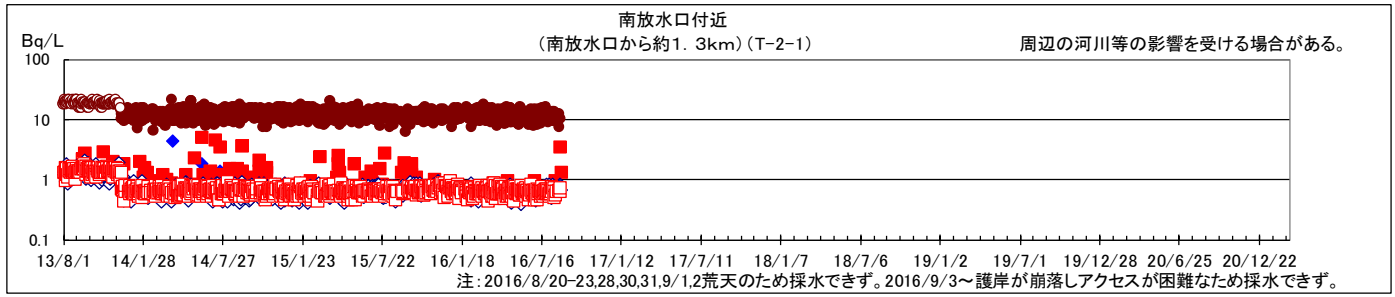 南放水口付近
Bq/L
(南放水口から約1. 3km) (T-2-1)
周辺の河川等の影響を受ける場合がある。
100
10
1
0.1
13/8/1 14/1/28 14/7/27 15/1/23 15/7/22 16/1/18 16/7/16 17/1/12 17/7/11 18/1/7 18/7/6 19/1/2 19/7/1 19/12/28 20/6/25 20/12/22
注:2016/8/20-23,28,30,31,9/1,2荒天のため採水できず。2016/9/3~護岸が崩落しアクセスが困難なため採水できず。